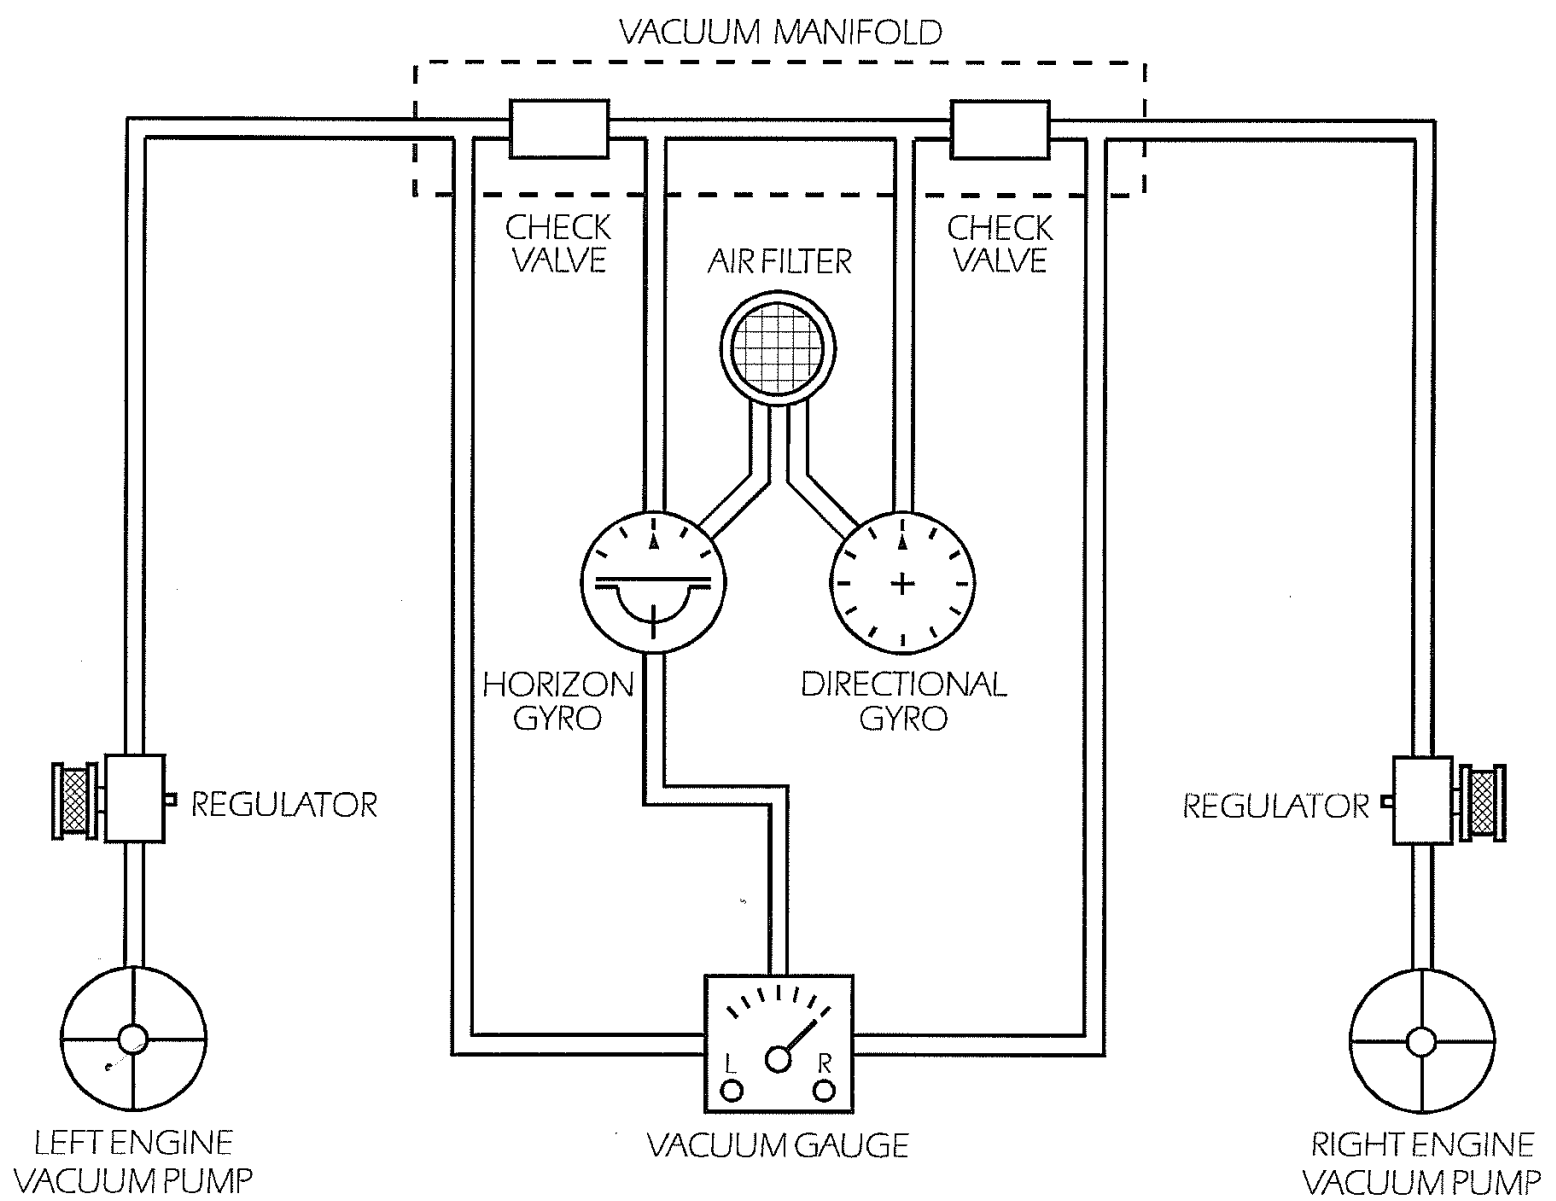 VACUUM MANIFOLD
CHECK
VALVE
AIR FILTER
CHECK
VALVE
HORIZON
GYRO
DIRECTIONAL
GYRO
REGULATOR
REGULATOR
L
R
LEFT ENGINE
VACUUM PUMP
VACUUM GAUGE
RIGHT ENGINE
VACUUM PUMP